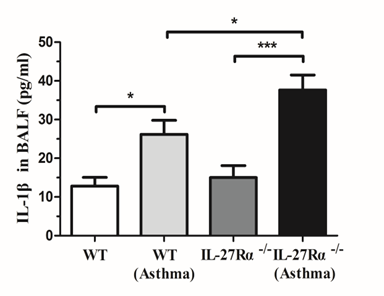 *
***
*
IL-1β in BALF (pg/ml)
50
40
30
20
10
0
WT
WT
(Asthma)
IL-27Rα -/-
IL-27Rα -/-
(Asthma)